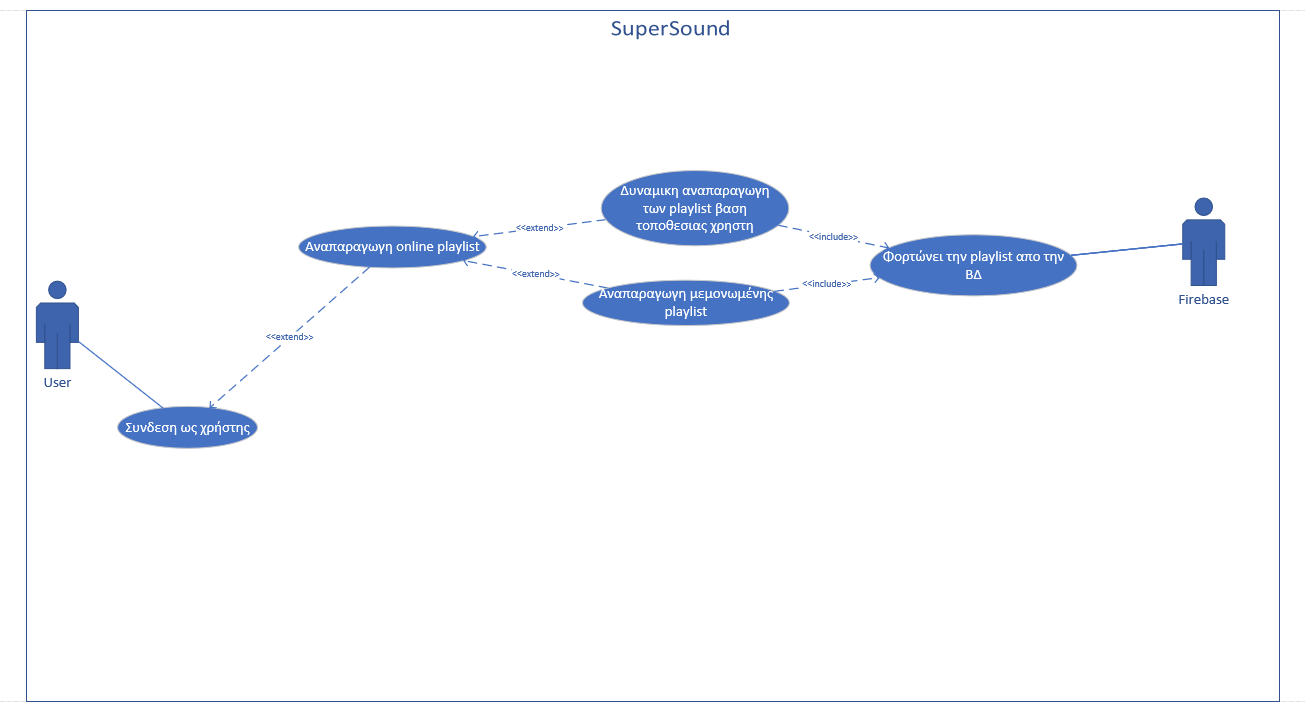 SuperSound
Δυναμικη αναπαραγωγη
των playlist βαση
τοποθεσιας χρηστη
<<extend>>
<<include>>
Αναπαραγωγη online playlist
Φορτώνει την playlist απο την
ΒΔ
Firebase
<<extend>>
<<include>>
Αναπαραγωγη μεμονωμένης
playlist
<<extend>>
User
Συνδεση ως χρήστης